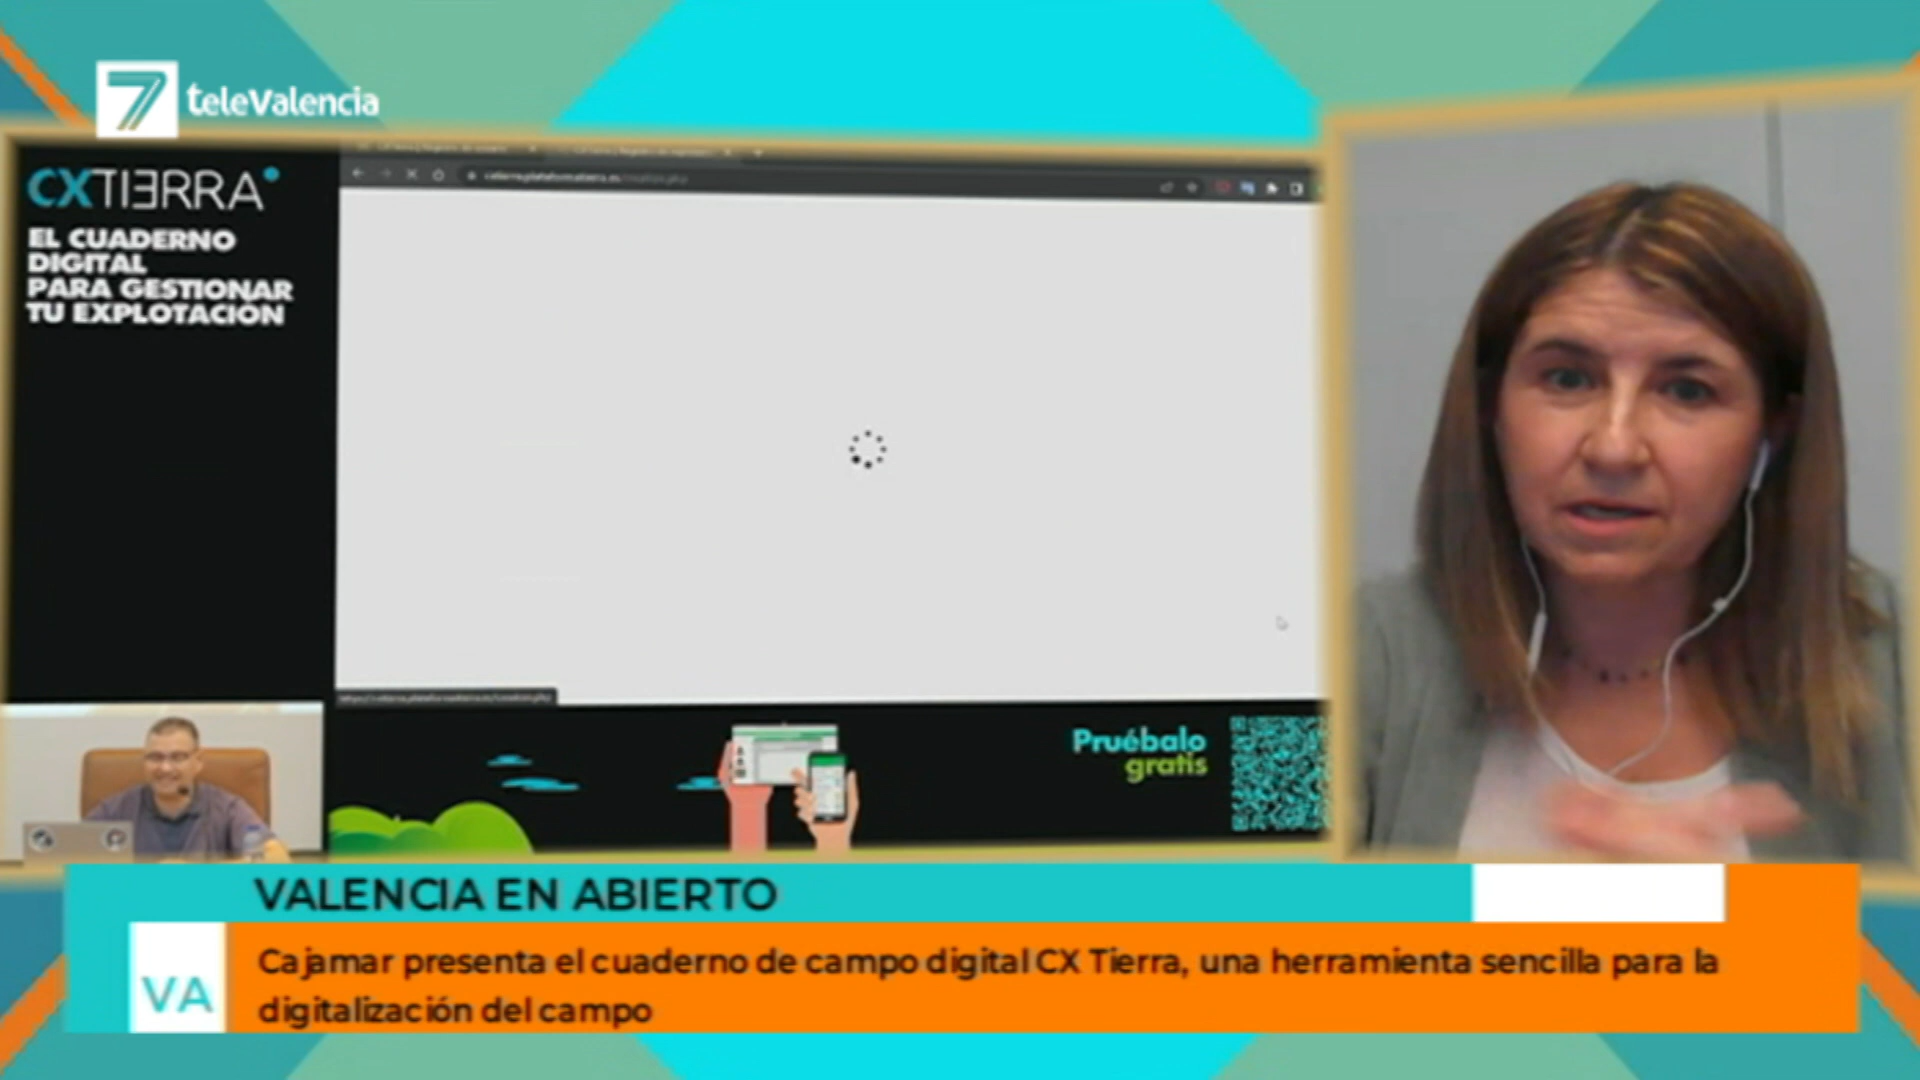 7 teleValencia
CXTIERRA
EL CUADERNO
DIGITAL
PARA GESTIONAR
TU EXPLOTACIÓN
Pruébalo
gratis
VALENCIA EN ABIERTO
VA
Cajamar presenta el cuaderno de campo digital CX Tierra, una herramienta sencilla para la
digitalización del campo